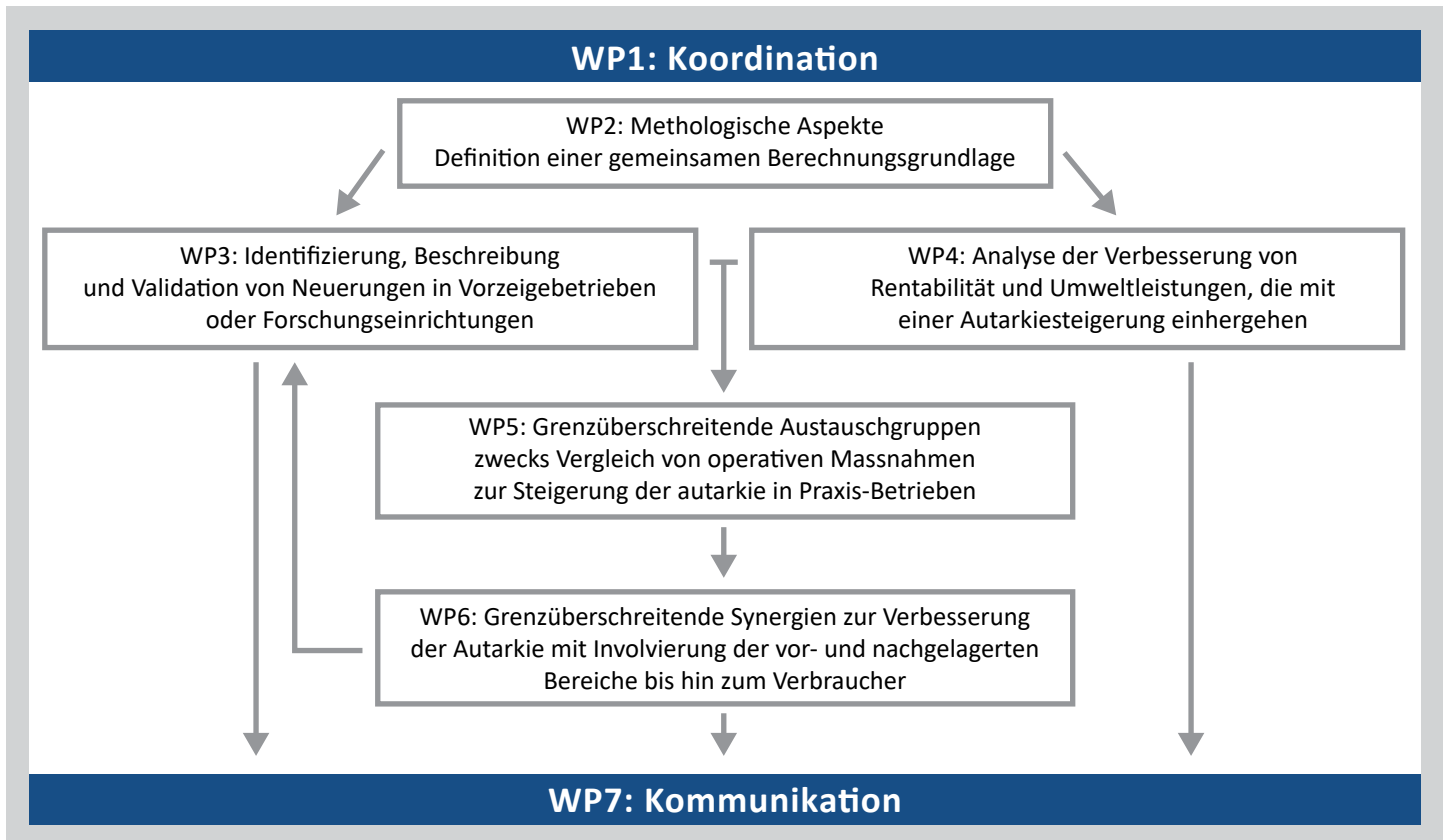 WP1: Koordination
WP2: Methologische Aspekte
Definition einer gemeinsamen Berechnungsgrundlage
WP3: Identifizierung, Beschreibung
und Validation von Neuerungen in Vorzeigebetrieben
oder Forschungseinrichtungen
WP4: Analyse der Verbesserung von
Rentabilität und Umweltleistungen, die mit
einer Autarkiesteigerung einhergehen
WP5: Grenzüberschreitende Austauschgruppen
zwecks Vergleich von operativen Massnahmen
zur Steigerung der autarkie in Praxis-Betrieben
WP6: Grenzüberschreitende Synergien zur Verbesserung
der Autarkie mit Involvierung der vor- und nachgelagerten
Bereiche bis hin zum Verbraucher
WP7: Kommunikation